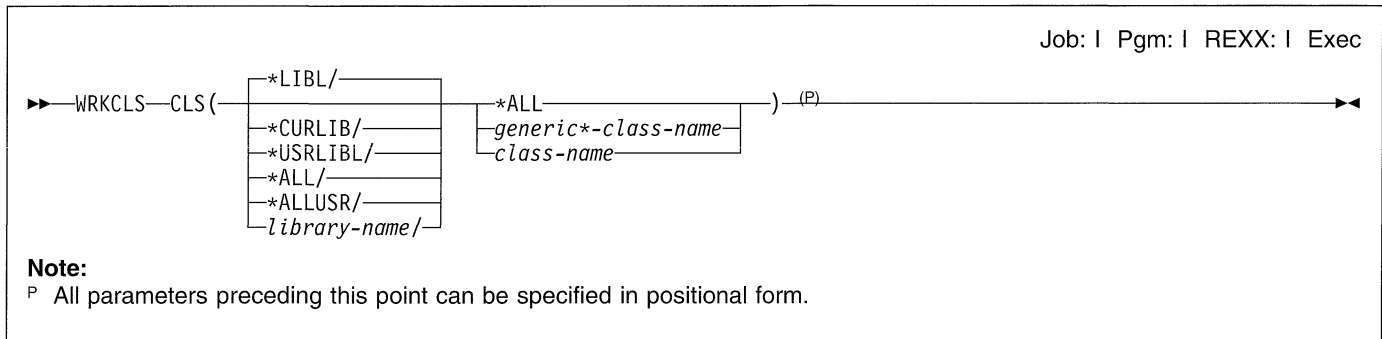 Job: I Pgm: I REXX: I Exec
*LIBL/
WRKCLS CLS( *ALL ) (P)
*CURLIB/ generic*-class-name
*USRLIBL/ class-name
*ALL/
*ALLUSR/
library-name/
Note:
P All parameters preceding this point can be specified in positional form.